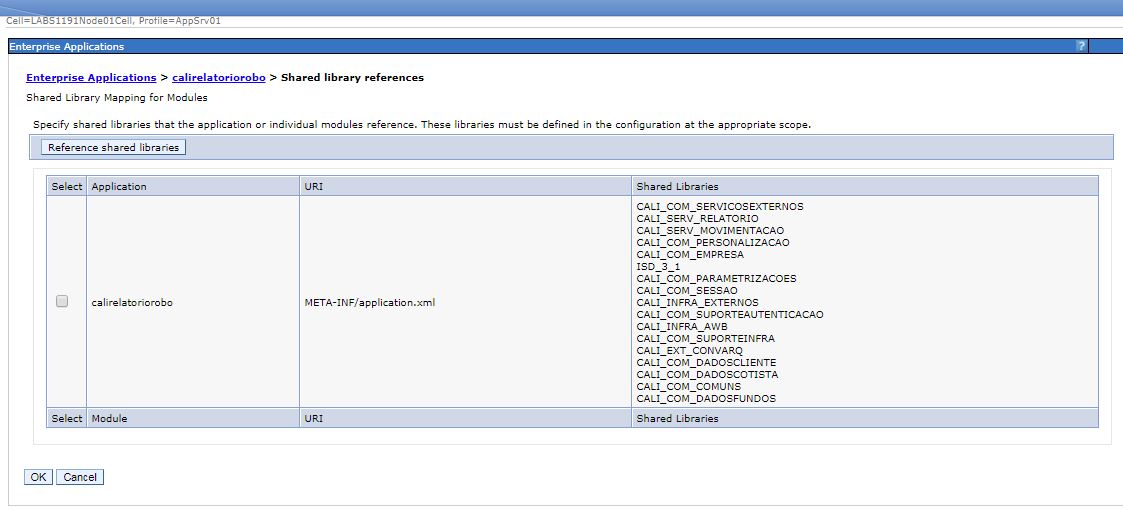 Cell=LABS1191Node01Cell, Profile=AppSrv01
Enterprise Applications ?
Enterprise Applications > calirelatoriorobo > Shared library references
Shared Library Mapping for Modules
Specify shared libraries that the application or individual modules reference. These libraries must be defined in the configuration at the appropriate scope.
Reference shared libraries
Select Application URI Shared Libraries
CALI_COM_SERVICOSEXTERNOS
CALI_SERV_RELATORIO
CALI_SERV_MOVIMENTACAO
CALI_COM_PERSONALIZACAO
CALI_COM_EMPRESA
ISD_3_1
CALI_COM_PARAMETRIZACOES
CALI_COM_SESSAO
calirelatoriorobo META-INF/application.xml CALI_INFRA_EXTERNOS
CALI_COM_SUPORTEAUTENTICACAO
CALI_INFRA_AWB
CALI_COM_SUPORTEINFRA
CALI_EXT_CONVARQ
CALI_COM_DADOSCLIENTE
CALI_COM_DADOSCOTISTA
CALI_COM_COMUNS
CALI_COM_DADOSFUNDOS
Select Module URI Shared Libraries
OK Cancel